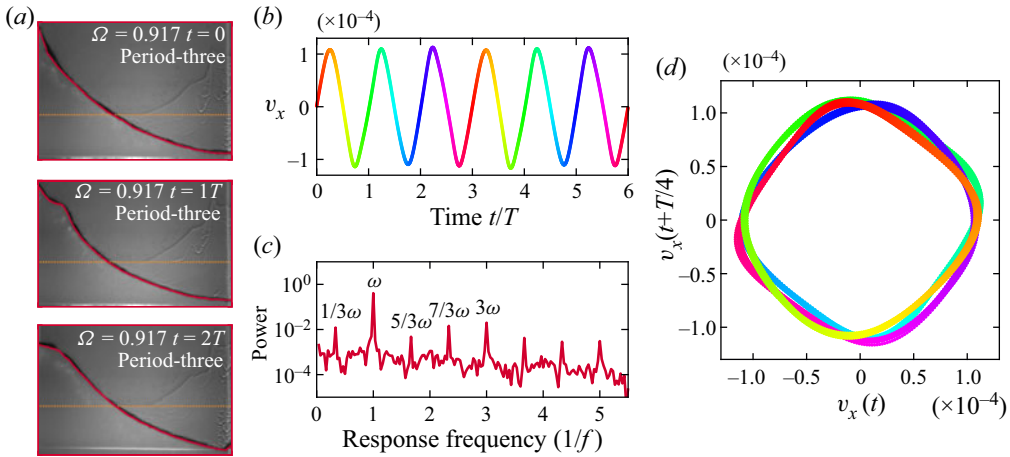 (a)
Ω = 0.917 t = 0
Period-three
Ω = 0.917 t = 1T
Period-three
Ω = 0.917 t = 2T
Period-three
(b)
(×10⁻⁴)
1
0
−1
v_x
0 1 2 3 4 5 6
Time t/T
(c)
10⁰
10⁻²
10⁻⁴
Power
1/3ω
ω
5/3ω
7/3ω
3ω
0 1 2 3 4 5
Response frequency (1/f)
(d)
(×10⁻⁴)
1.0
0.5
0
−0.5
−1.0
v_x(t+T/4)
−1.0 −0.5 0 0.5 1.0
v_x(t)
(×10⁻⁴)